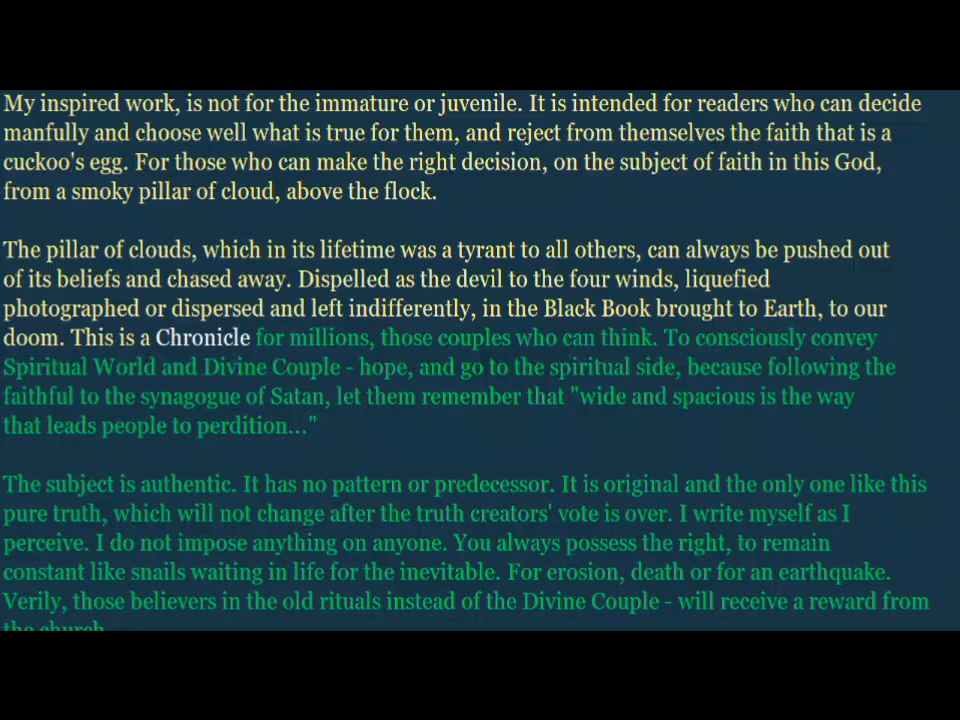 My inspired work, is not for the immature or juvenile. It is intended for readers who can decide
manfully and choose well what is true for them, and reject from themselves the faith that is a
cuckoo's egg. For those who can make the right decision, on the subject of faith in this God,
from a smoky pillar of cloud, above the flock.
The pillar of clouds, which in its lifetime was a tyrant to all others, can always be pushed out
of its beliefs and chased away. Dispelled as the devil to the four winds, liquefied
photographed or dispersed and left indifferently, in the Black Book brought to Earth, to our
doom. This is a Chronicle for millions, those couples who can think. To consciously convey
Spiritual World and Divine Couple - hope, and go to the spiritual side, because following the
faithful to the synagogue of Satan, let them remember that "wide and spacious is the way
that leads people to perdition..."
The subject is authentic. It has no pattern or predecessor. It is original and the only one like this
pure truth, which will not change after the truth creators' vote is over. I write myself as I
perceive. I do not impose anything on anyone. You always possess the right, to remain
constant like snails waiting in life for the inevitable. For erosion, death or for an earthquake.
Verily, those believers in the old rituals instead of the Divine Couple - will receive a reward from
the church